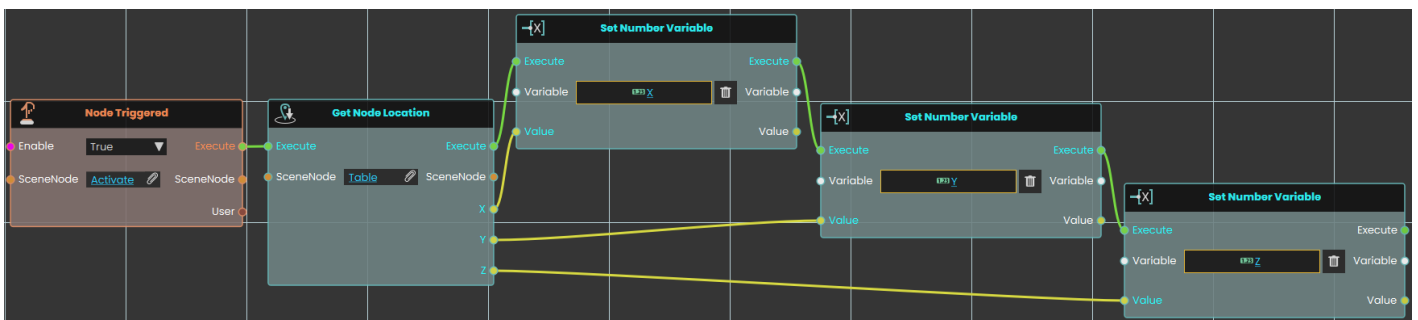 Node Triggered
Enable
True
Execute
SceneNode
Activate
SceneNode
User
Get Node Location
Execute
Execute
SceneNode
Table
SceneNode
X
Y
Z
Set Number Variable
Execute
Execute
Variable
X
Variable
Value
Value
Set Number Variable
Execute
Execute
Variable
Y
Variable
Value
Value
Set Number Variable
Execute
Execute
Variable
Z
Variable
Value
Value